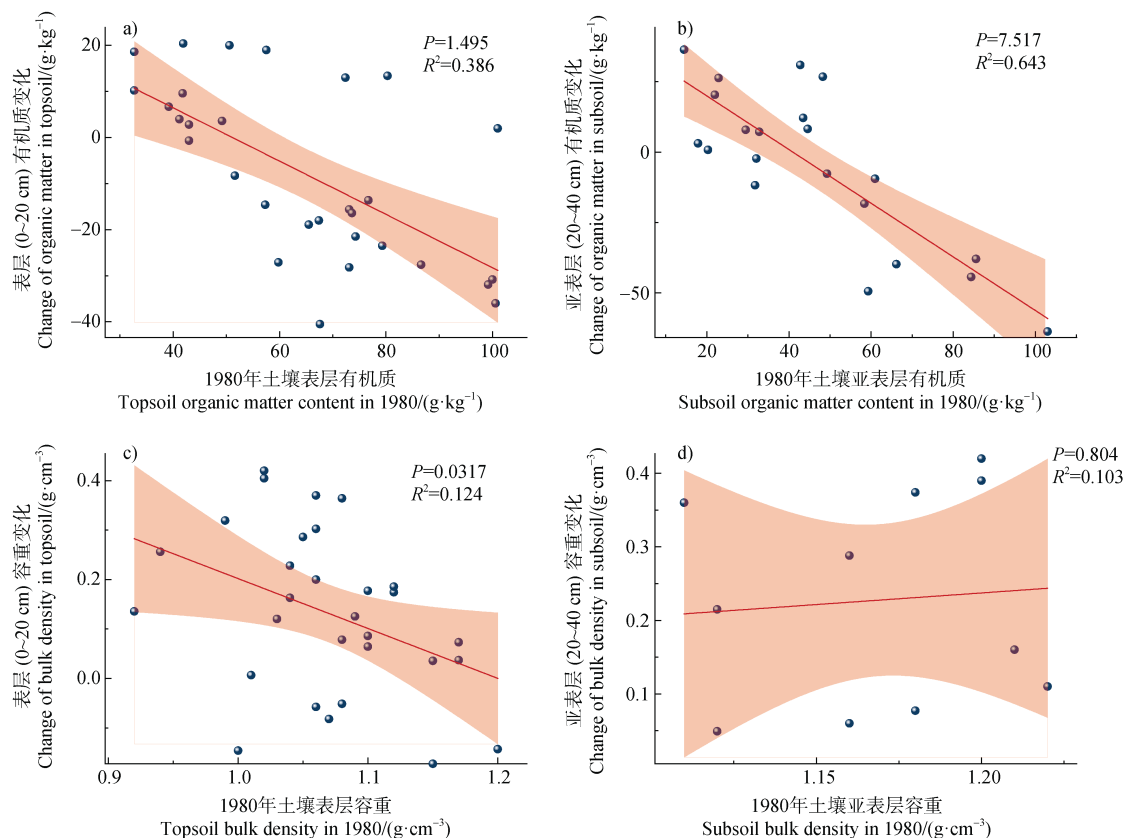 a)
P=1.495
R²=0.386
表层 (0~20 cm) 有机质变化
Change of organic matter in topsoil/(g·kg⁻¹)
20
0
−20
−40
40
60
80
100
1980年土壤表层有机质
Topsoil organic matter content in 1980/(g·kg⁻¹)
b)
P=7.517
R²=0.643
亚表层 (20~40 cm) 有机质变化
Change of organic matter in subsoil/(g·kg⁻¹)
50
0
−50
20
40
60
80
100
1980年土壤亚表层有机质
Subsoil organic matter content in 1980/(g·kg⁻¹)
c)
P=0.0317
R²=0.124
表层 (0~20 cm) 容重变化
Change of bulk density in topsoil/(g·cm⁻³)
0.4
0.2
0.0
0.9
1.0
1.1
1.2
1980年土壤表层容重
Topsoil bulk density in 1980/(g·cm⁻³)
d)
P=0.804
R²=0.103
亚表层 (20~40 cm) 容重变化
Change of bulk density in subsoil/(g·cm⁻³)
0.4
0.3
0.2
0.1
1.15
1.20
1980年土壤亚表层容重
Subsoil bulk density in 1980/(g·cm⁻³)